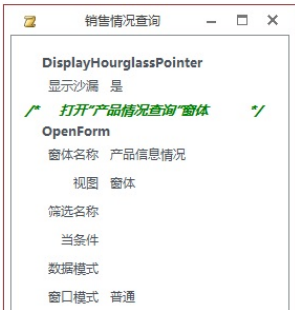 销售情况查询
DisplayHourglassPointer
显示沙漏 是
/* 打开"产品情况查询"窗体 */
OpenForm
窗体名称 产品信息情况
视图 窗体
筛选名称
当条件
数据模式
窗口模式 普通